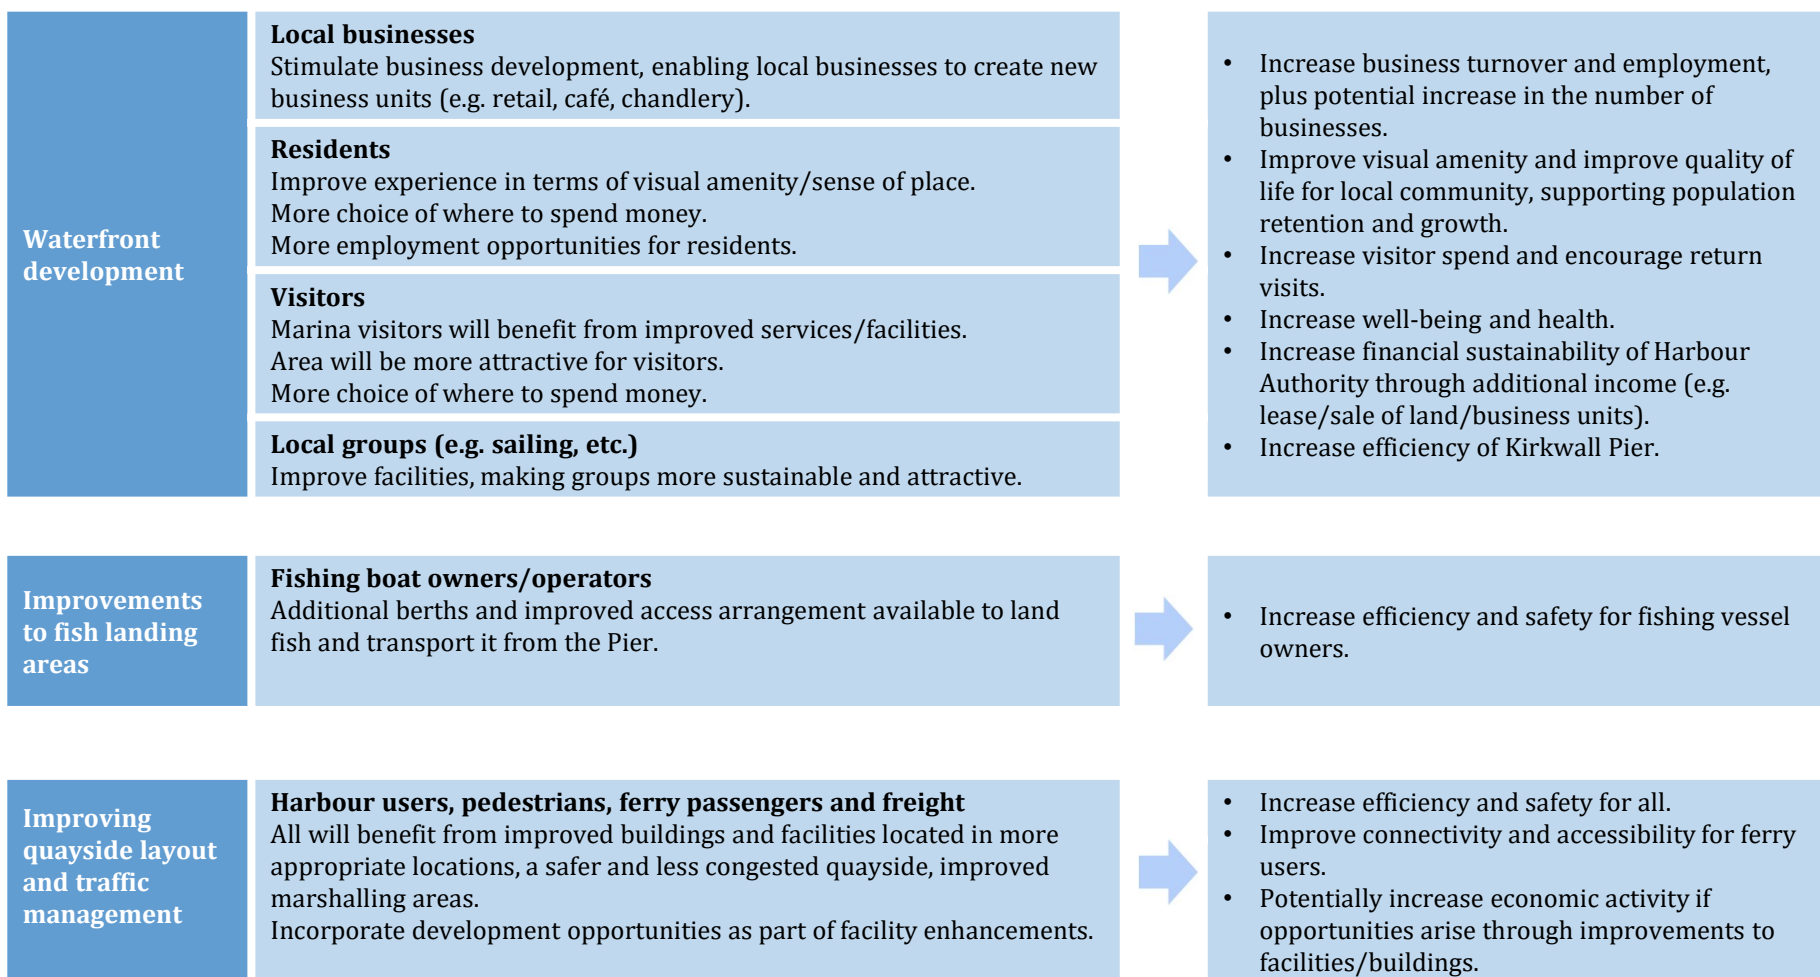 Waterfront
development
Local businesses
Stimulate business development, enabling local businesses to create new
business units (e.g. retail, café, chandlery).
Residents
Improve experience in terms of visual amenity/sense of place.
More choice of where to spend money.
More employment opportunities for residents.
Visitors
Marina visitors will benefit from improved services/facilities.
Area will be more attractive for visitors.
More choice of where to spend money.
Local groups (e.g. sailing, etc.)
Improve facilities, making groups more sustainable and attractive.
• Increase business turnover and employment,
plus potential increase in the number of
businesses.
• Improve visual amenity and improve quality of
life for local community, supporting population
retention and growth.
• Increase visitor spend and encourage return
visits.
• Increase well-being and health.
• Increase financial sustainability of Harbour
Authority through additional income (e.g.
lease/sale of land/business units).
• Increase efficiency of Kirkwall Pier.
Improvements
to fish landing
areas
Fishing boat owners/operators
Additional berths and improved access arrangement available to land
fish and transport it from the Pier.
• Increase efficiency and safety for fishing vessel
owners.
Improving
quayside layout
and traffic
management
Harbour users, pedestrians, ferry passengers and freight
All will benefit from improved buildings and facilities located in more
appropriate locations, a safer and less congested quayside, improved
marshalling areas.
Incorporate development opportunities as part of facility enhancements.
• Increase efficiency and safety for all.
• Improve connectivity and accessibility for ferry
users.
• Potentially increase economic activity if
opportunities arise through improvements to
facilities/buildings.